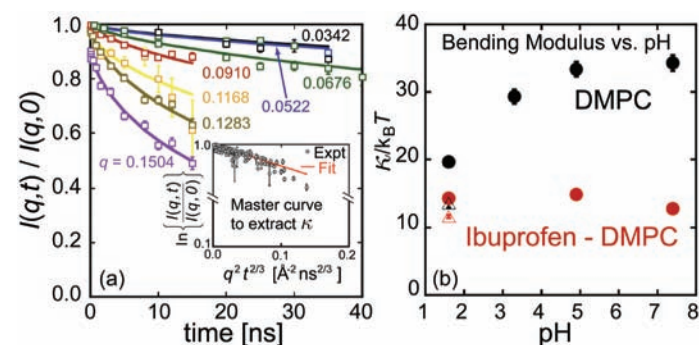 1.0
0.8
0.6
0.4
0.2
0.0
I(q,t) / I(q,0)
0.0342
0.0676
0.0522
0.0910
0.1168
0.1283
q = 0.1504
Expt
Fit
Master curve
to extract κ
ln { I(q,t) / I(q,0) }
0.1
0.0 0.1 0.2
q² t^2/3 [Å⁻² ns^2/3]
(a)
0 10 20 30 40
time [ns]
Bending Modulus vs. pH
DMPC
Ibuprofen - DMPC
κ/kBT
40
30
20
10
0
(b)
1 2 3 4 5 6 7 8
pH